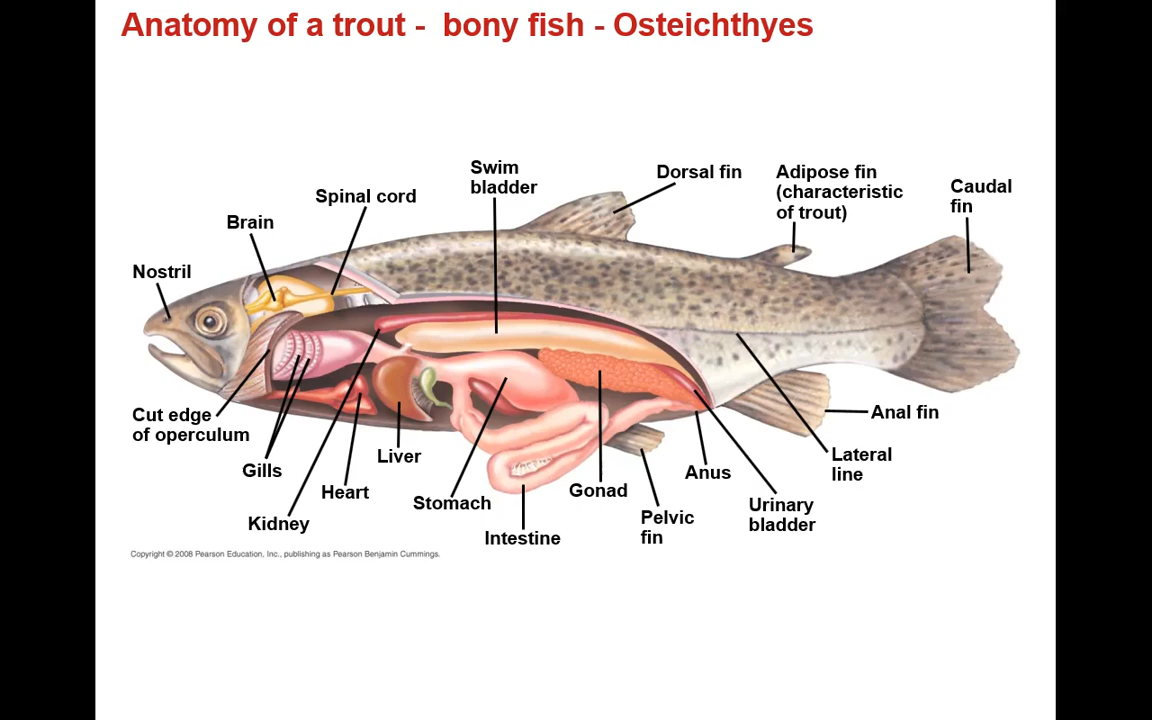 Anatomy of a trout - bony fish - Osteichthyes
Swim
bladder
Dorsal fin
Adipose fin
(characteristic
of trout)
Caudal
fin
Spinal cord
Brain
Nostril
Cut edge
of operculum
Gills
Kidney
Heart
Liver
Stomach
Intestine
Gonad
Pelvic
fin
Anus
Urinary
bladder
Lateral
line
Anal fin
Copyright © 2008 Pearson Education, Inc., publishing as Pearson Benjamin Cummings.